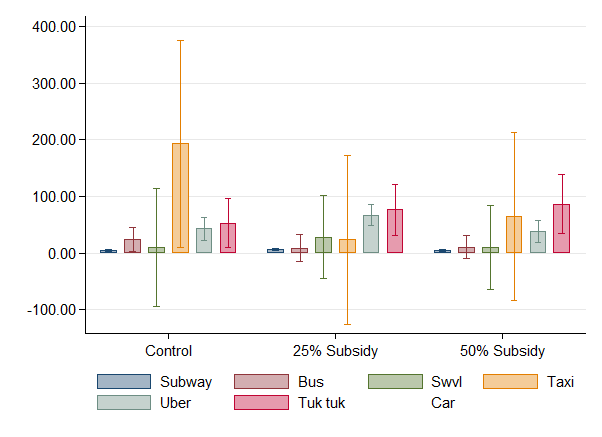 400.00
300.00
200.00
100.00
0.00
-100.00
Control 25% Subsidy 50% Subsidy
Subway Bus Swvl Taxi
Uber Tuk tuk Car